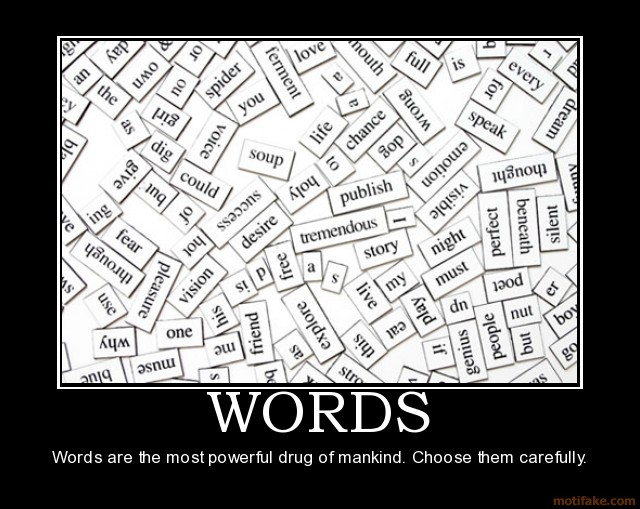 an
the
day
own
or
no
spider
you
ferment
love
a
a
mouth
full
is
every
for
dream
speak
wrong
chance
life
dog
s
emotion
thought
as
girl
dig
voice
soup
to
holy
publish
visible
give
but
could
of
success
desire
tremendous
I
story
night
must
perfect
beneath
silent
ing
fear
hot
through
pleasure
vision
is
d
free
a
s
live
my
play
up
poet
nut
er
boy
use
his
friend
explore
eat
this
why
one
me
muse
as
if
genius
people
but
go
blue
s
WORDS
Words are the most powerful drug of mankind. Choose them carefully.
motifake.com